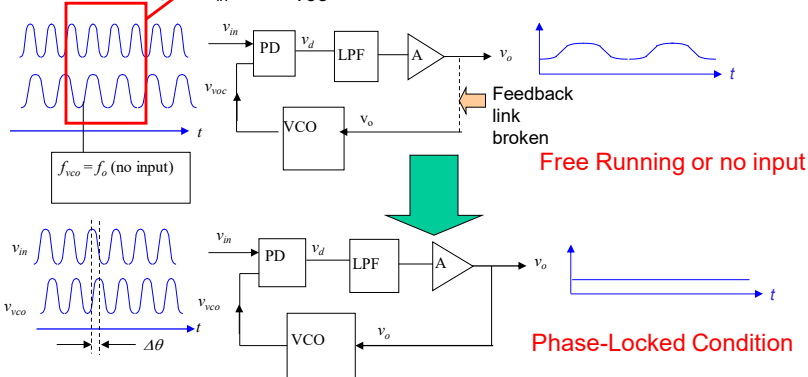 v_in
PD
v_d
LPF
A
v_o
v_voc
VCO
v_o
t
t
Feedback
link
broken
f_vco = f_o (no input)
Free Running or no input
v_in
v_vco
t
Δθ
v_in
PD
v_d
LPF
A
v_o
v_vco
VCO
v_o
t
Phase-Locked Condition